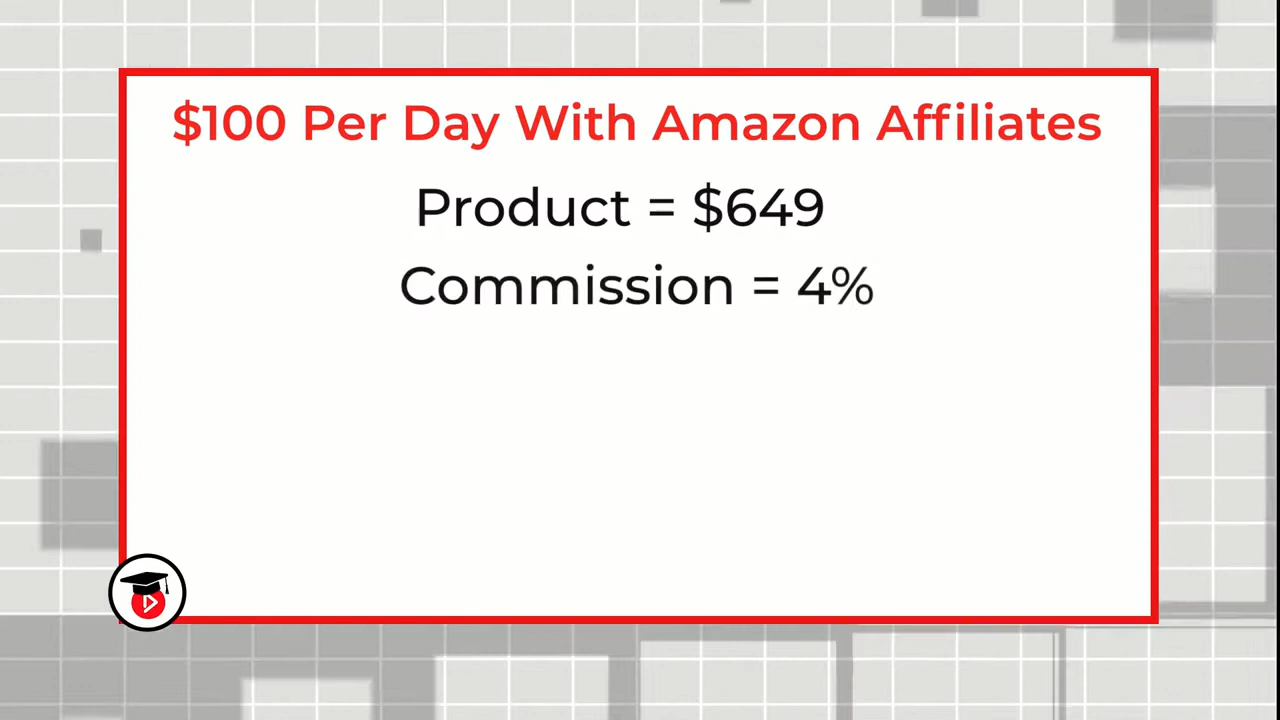 $100 Per Day With Amazon Affiliates
Product = $649
Commission = 4%